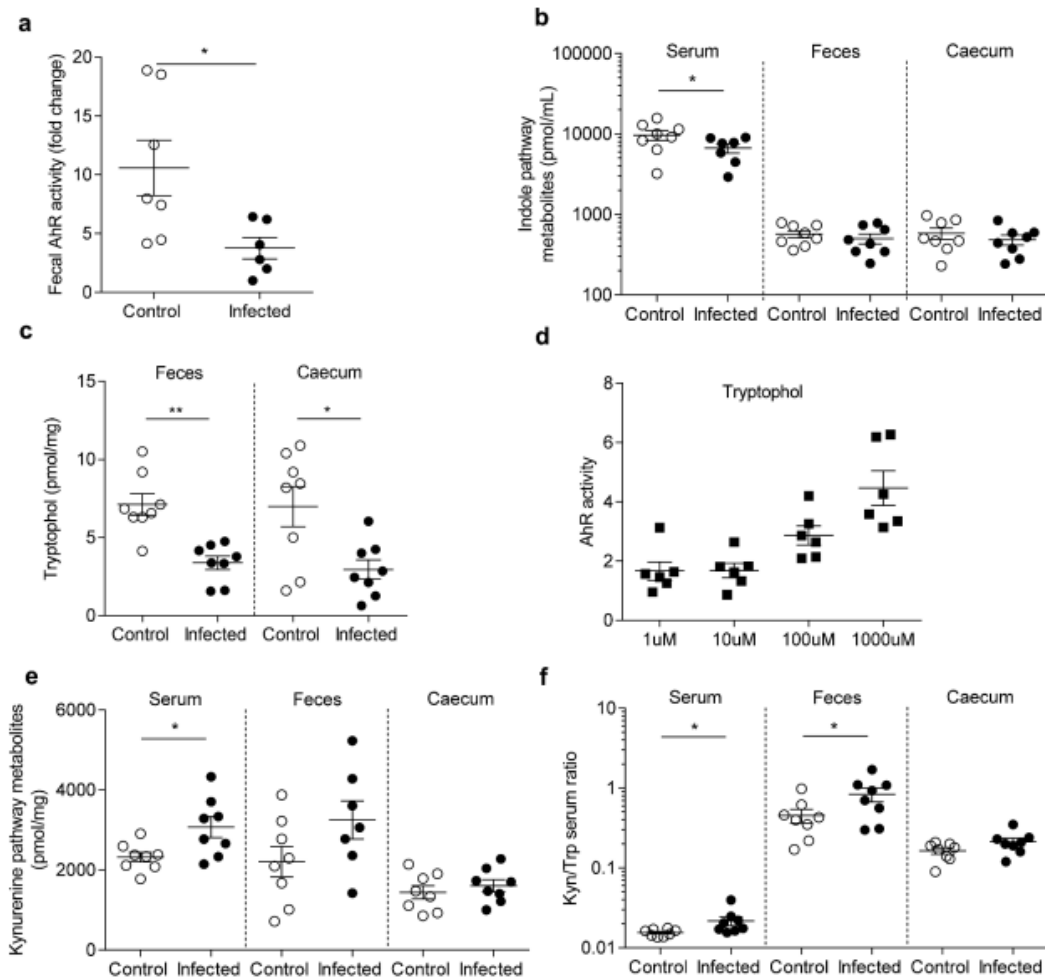 a
Fecal AhR activity (fold change)
20
15
10
5
0
*
Control Infected
b
Indole pathway
metabolites (pmol/mL)
100000
10000
1000
100
Serum Feces Caecum
*
Control Infected Control Infected Control Infected
c
Tryptophol (pmol/mg)
15
10
5
0
Feces Caecum
** *
Control Infected Control Infected
d
Tryptophol
AhR activity
8
6
4
2
0
1uM 10uM 100uM 1000uM
e
Kynurenine pathway metabolites
(pmol/mg)
6000
4000
2000
0
Serum Feces Caecum
*
Control Infected Control Infected Control Infected
f
Kyn/Trp serum ratio
10
1
0.1
0.01
Serum Feces Caecum
* *
Control Infected Control Infected Control Infected